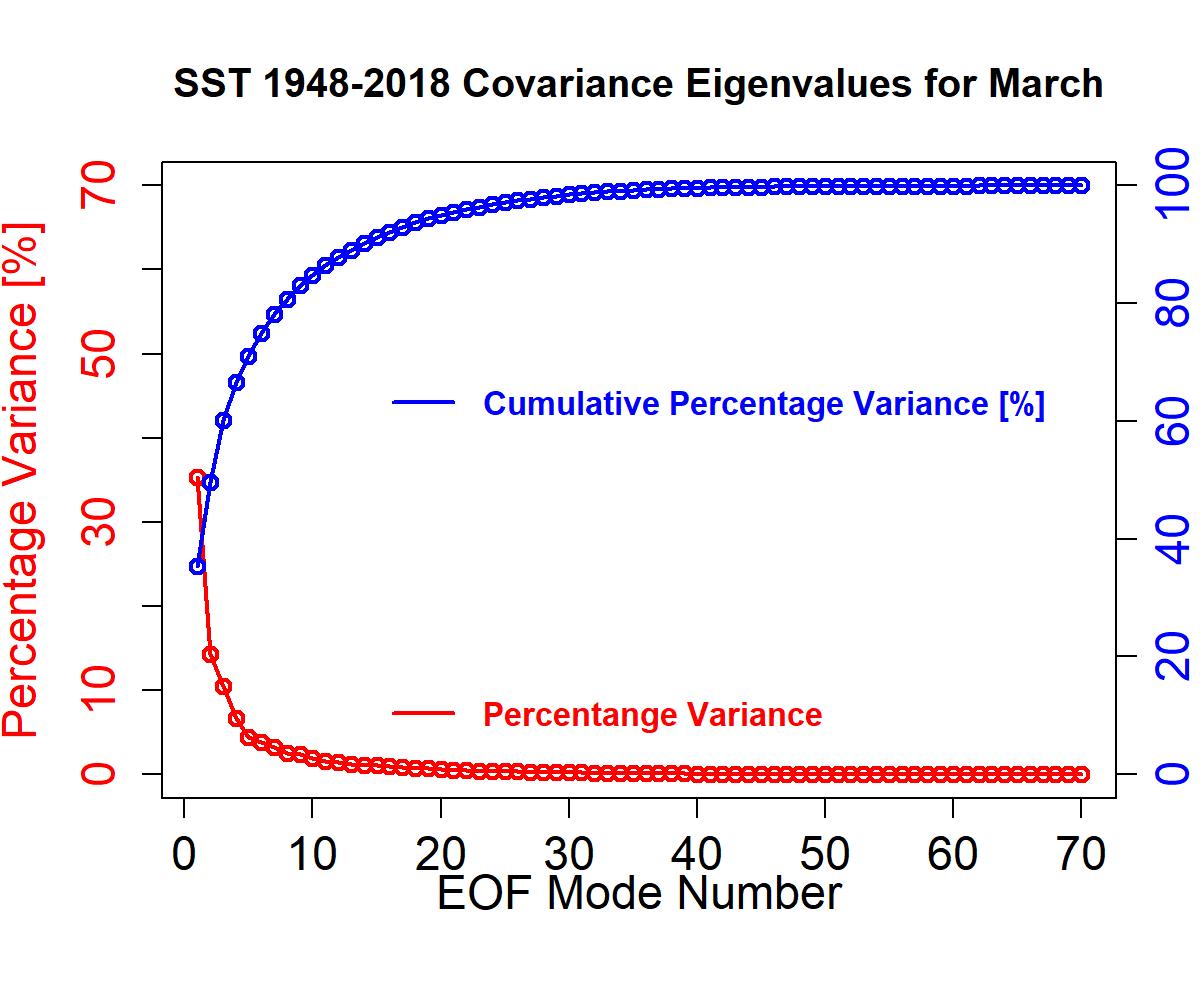 SST 1948-2018 Covariance Eigenvalues for March
Percentage Variance [%]
70
50
30
10
0
100
80
60
40
20
0
Cumulative Percentage Variance [%]
Percentange Variance
0 10 20 30 40 50 60 70
EOF Mode Number